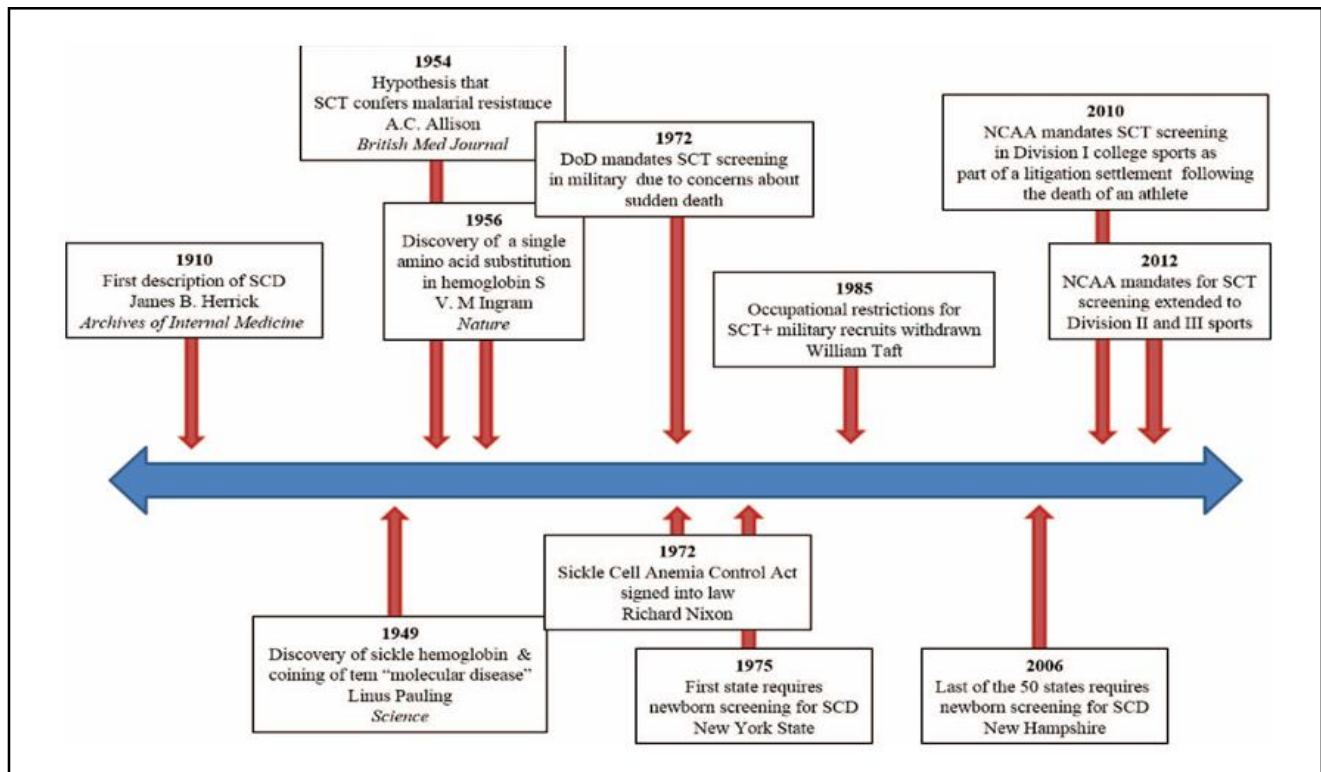 1954
Hypothesis that
SCT confers malarial resistance
A.C. Allison
British Med Journal
1972
DoD mandates SCT screening
in military due to concerns about
sudden death
2010
NCAA mandates SCT screening
in Division I college sports as
part of a litigation settlement following
the death of an athlete
1956
Discovery of a single
amino acid substitution
in hemoglobin S
V. M Ingram
Nature
1910
First description of SCD
James B. Herrick
Archives of Internal Medicine
1985
Occupational restrictions for
SCT+ military recruits withdrawn
William Taft
2012
NCAA mandates for SCT
screening extended to
Division II and III sports
1949
Discovery of sickle hemoglobin &
coining of tem “molecular disease”
Linus Pauling
Science
1972
Sickle Cell Anemia Control Act
signed into law
Richard Nixon
1975
First state requires
newborn screening for SCD
New York State
2006
Last of the 50 states requires
newborn screening for SCD
New Hampshire